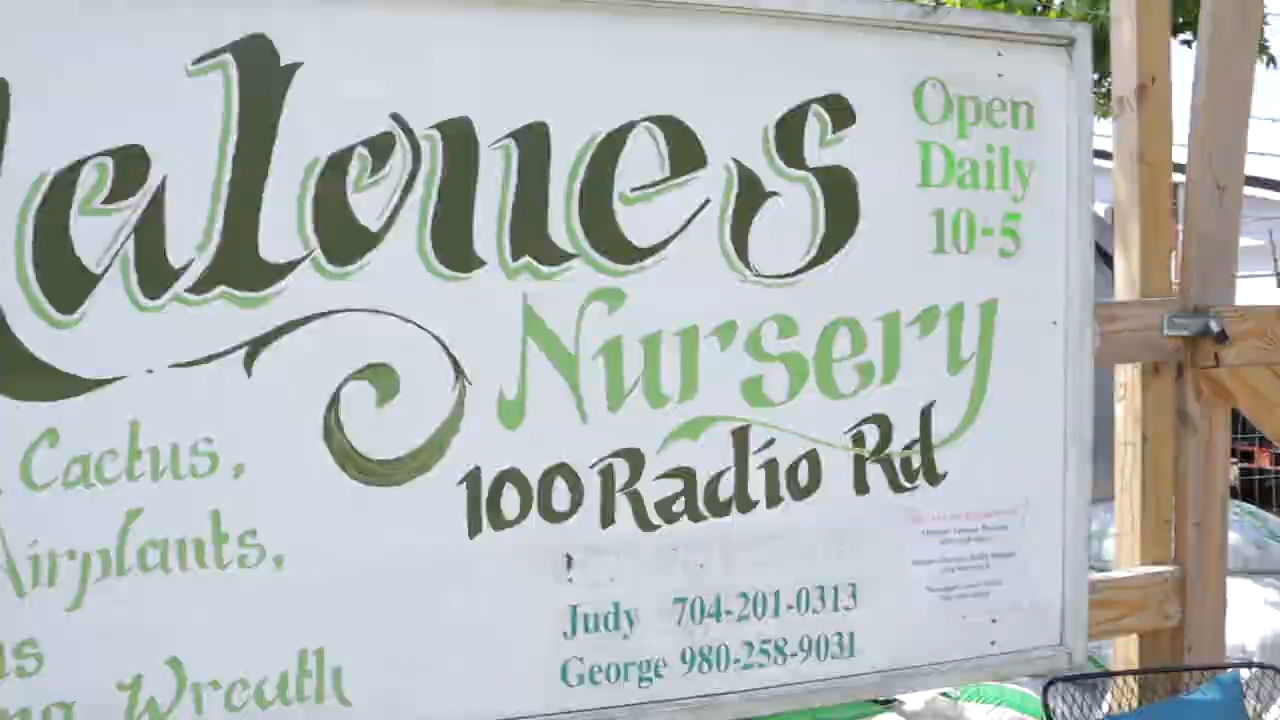 alones
Nursery
100 Radio Rd
Open
Daily
10-5
Cactus,
Airplants,
Wreath
Judy 704-201-0313
George 980-258-9031